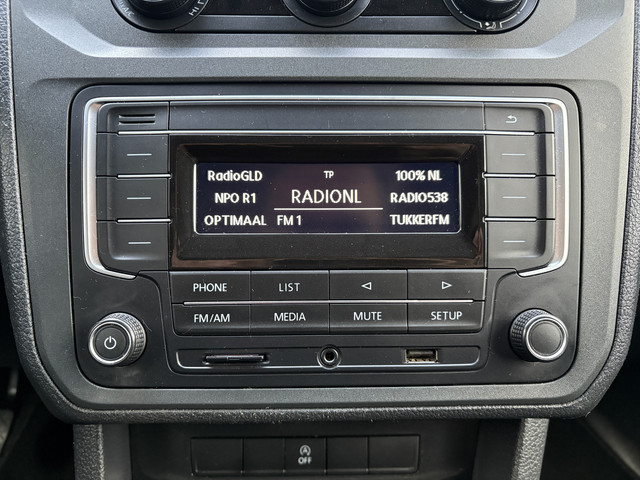 HI
RadioGLD TP 100% NL
NPO R1 RADIONL RADIO538
OPTIMAAL FM 1 TUKKERFM
PHONE LIST
FM/AM MEDIA MUTE SETUP
OFF